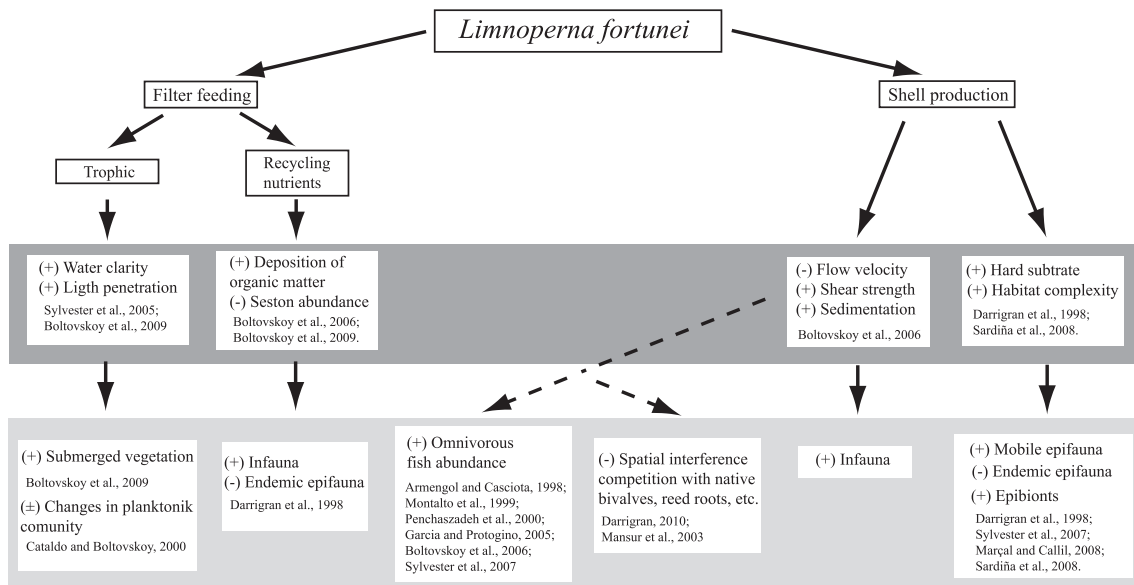 Limnoperna fortunei
Filter feeding
Shell production
Trophic
Recycling
nutrients
(+) Water clarity
(+) Ligth penetration
Sylvester et al., 2005;
Boltovskoy et al., 2009
(+) Deposition of
organic matter
(-) Seston abundance
Boltovskoy et al., 2006;
Boltovskoy et al., 2009.
(-) Flow velocity
(+) Shear strength
(+) Sedimentation
Boltovskoy et al., 2006
(+) Hard subtrate
(+) Habitat complexity
Darrigran et al., 1998;
Sardiña et al., 2008.
(+) Submerged vegetation
Boltovskoy et al., 2009
(±) Changes in planktonik
comunity
Cataldo and Boltovskoy, 2000
(+) Infauna
(-) Endemic epifauna
Darrigran et al., 1998
(+) Omnivorous
fish abundance
Armengol and Casciota, 1998;
Montalto et al., 1999;
Penchaszadeh et al., 2000;
Garcia and Protogino, 2005;
Boltovskoy et al., 2006;
Sylvester et al., 2007
(-) Spatial interference
competition with native
bivalves, reed roots, etc.
Darrigran, 2010;
Mansur et al., 2003
(+) Infauna
(+) Mobile epifauna
(-) Endemic epifauna
(+) Epibionts
Darrigran et al., 1998;
Sylvester et al., 2007;
Marçal and Callil, 2008;
Sardiña et al., 2008.